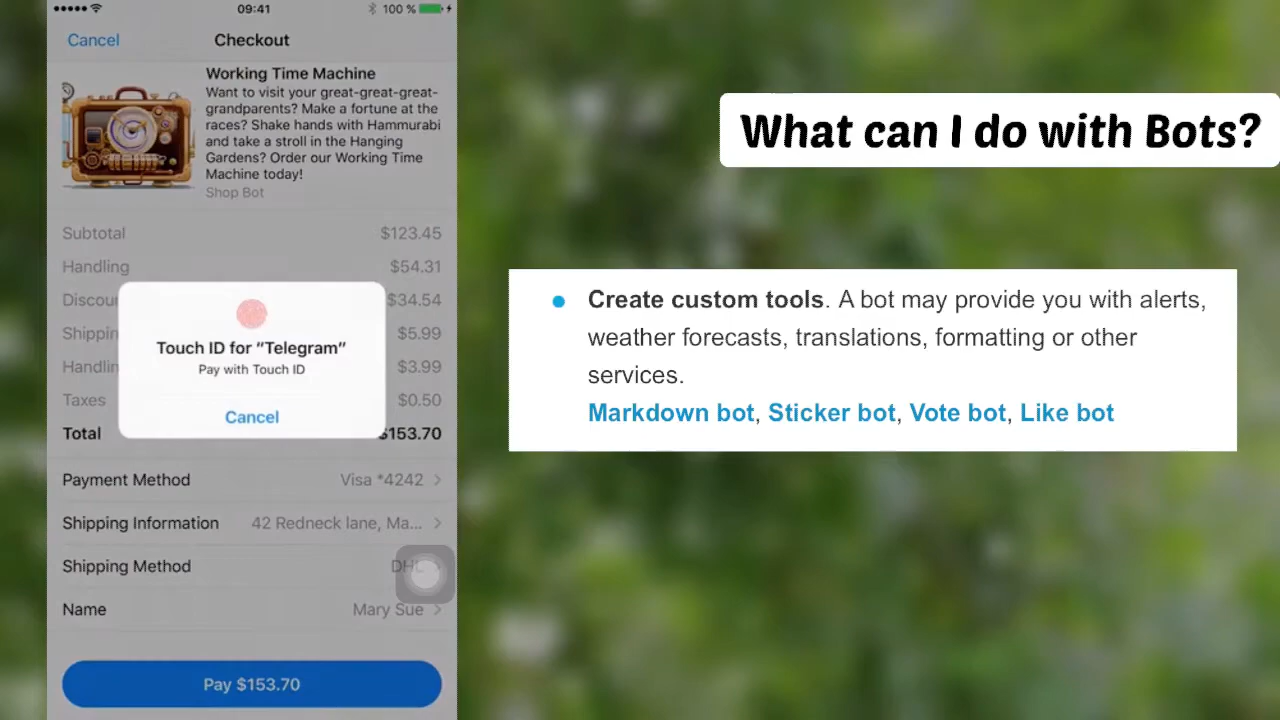 09:41
100 %
Cancel
Checkout
Working Time Machine
Want to visit your great-great-great-
grandparents? Make a fortune at the
races? Shake hands with Hammurabi
and take a stroll in the Hanging
Gardens? Order our Working Time
Machine today!
Shop Bot
Subtotal $123.45
Handling $54.31
Discou $34.54
Shippin $5.99
Handlin $3.99
Taxes $0.50
Total $153.70
Touch ID for “Telegram”
Pay with Touch ID
Cancel
Payment Method Visa *4242
Shipping Information 42 Redneck lane, Ma...
Shipping Method DHL
Name Mary Sue
Pay $153.70
What can I do with Bots?
Create custom tools. A bot may provide you with alerts,
weather forecasts, translations, formatting or other
services.
Markdown bot, Sticker bot, Vote bot, Like bot